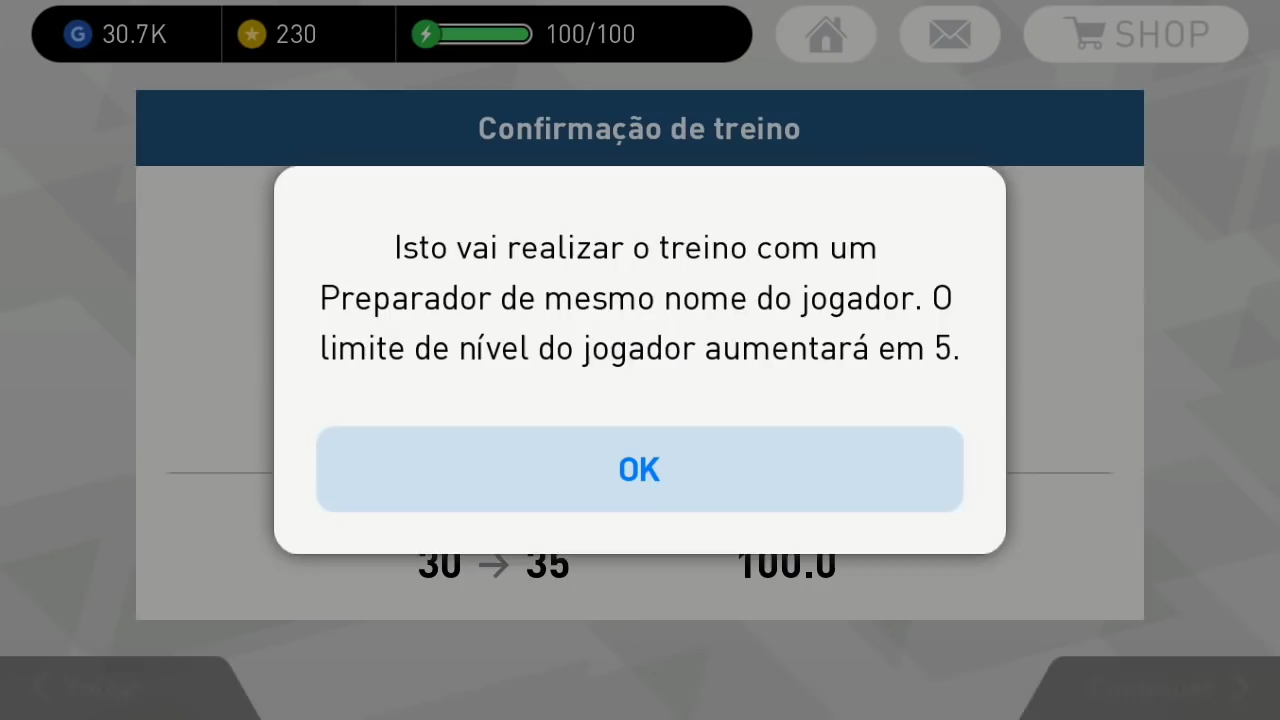 G 30.7K 230 100/100 SHOP
Confirmação de treino
Isto vai realizar o treino com um
Preparador de mesmo nome do jogador. O
limite de nível do jogador aumentará em 5.
OK
30 → 35 100.0